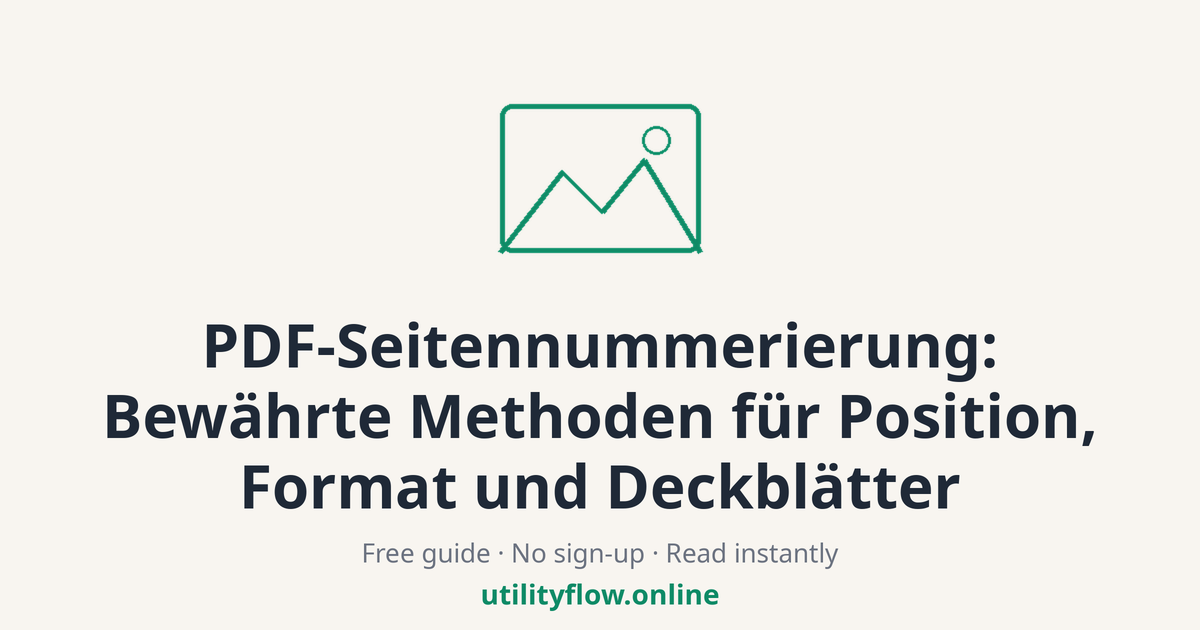 PDF-Seitennummerierung:
Bewährte Methoden für Position,
Format und Deckblätter
Free guide · No sign-up · Read instantly
utilityflow.online